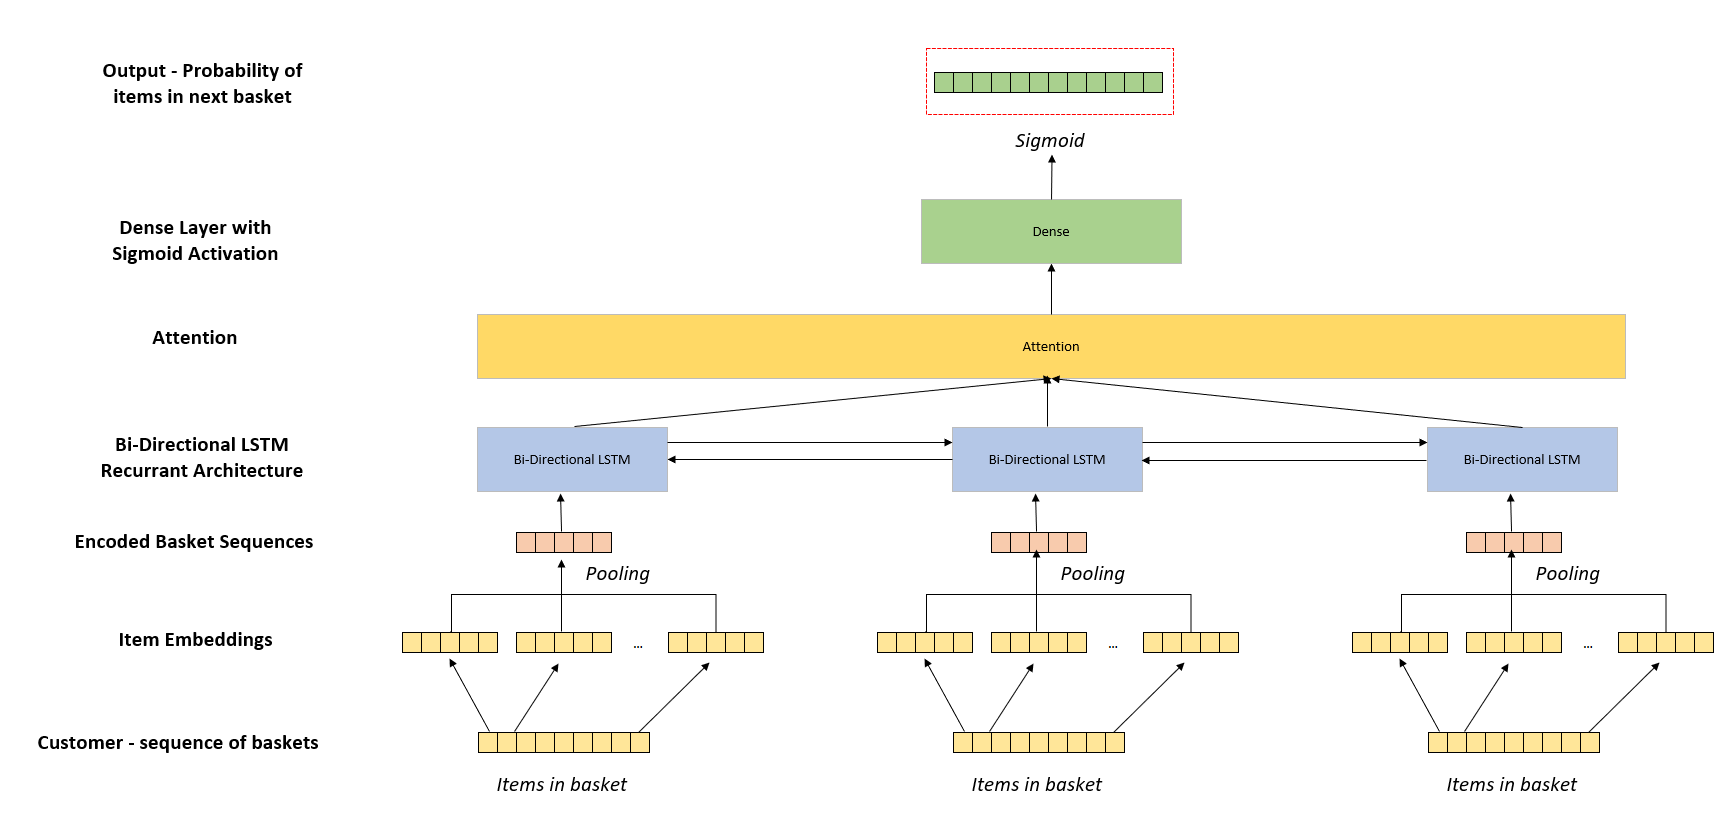 Output - Probability of
items in next basket
Sigmoid
Dense Layer with
Sigmoid Activation
Dense
Attention
Attention
Bi-Directional LSTM
Recurrant Architecture
Bi-Directional LSTM
Bi-Directional LSTM
Bi-Directional LSTM
Encoded Basket Sequences
Pooling
Pooling
Pooling
Item Embeddings
...
...
...
Customer - sequence of baskets
Items in basket
Items in basket
Items in basket